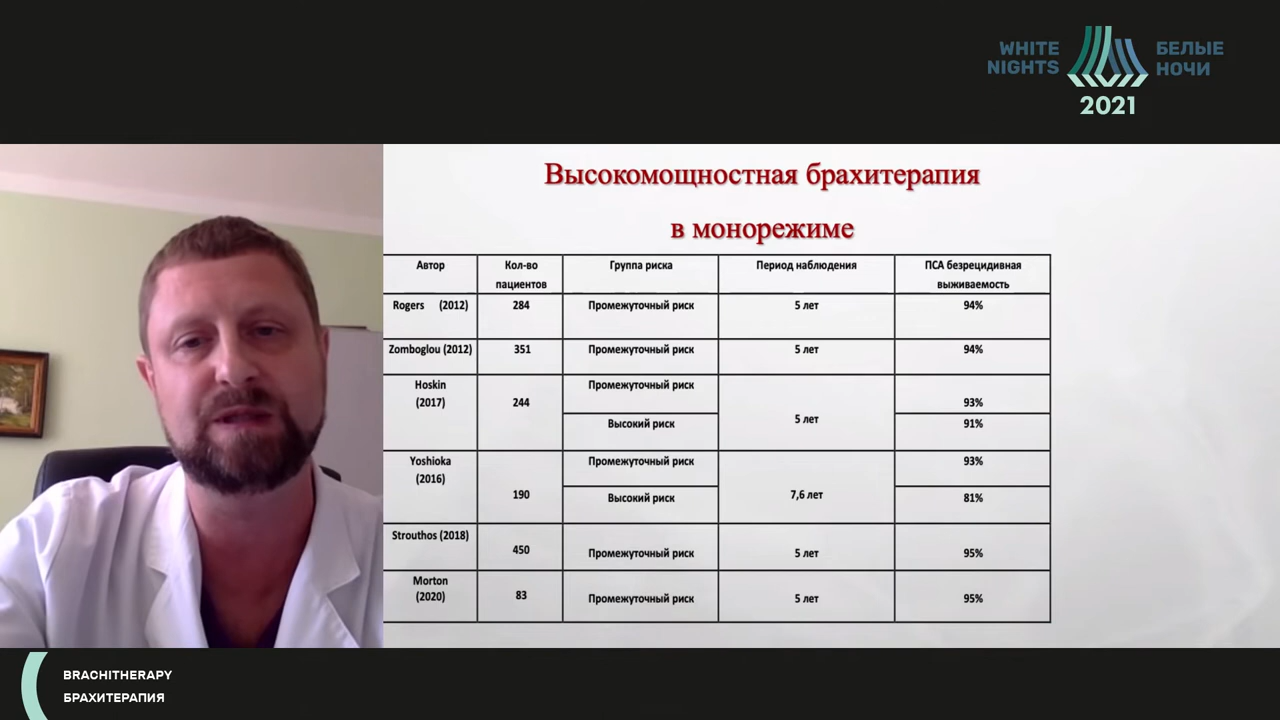 WHITE NIGHTS
БЕЛЫЕ НОЧИ
2021
Высокомощностная брахитерапия
в монорежиме
Автор Кол-во пациентов Группа риска Период наблюдения ПСА безрецидивная выживаемость
Rogers (2012) 284 Промежуточный риск 5 лет 94%
Zomboglou (2012) 351 Промежуточный риск 5 лет 94%
Hoskin (2017) 244 Промежуточный риск 5 лет 93%
Высокий риск 91%
Yoshioka (2016) 190 Промежуточный риск 7,6 лет 93%
Высокий риск 81%
Strouthos (2018) 450 Промежуточный риск 5 лет 95%
Morton (2020) 83 Промежуточный риск 5 лет 95%
BRACHITHERAPY
БРАХИТЕРАПИЯ